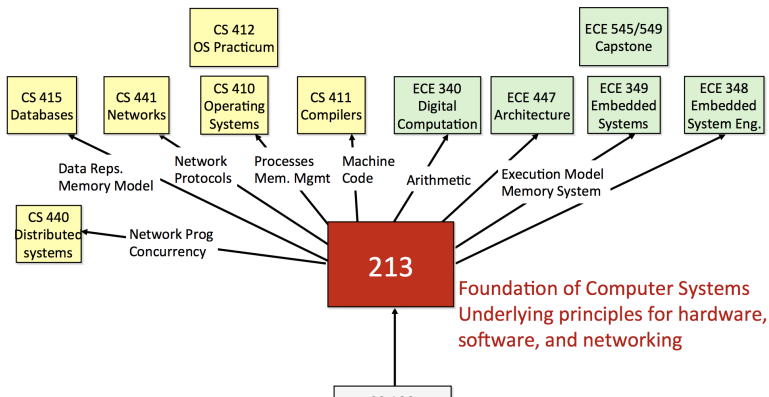 CS 412
OS Practicum
ECE 545/549
Capstone
CS 415
Databases
CS 441
Networks
CS 410
Operating
Systems
CS 411
Compilers
ECE 340
Digital
Computation
ECE 447
Architecture
ECE 349
Embedded
Systems
ECE 348
Embedded
System Eng.
Data Reps.
Memory Model
Network
Protocols
Processes
Mem. Mgmt
Machine
Code
Arithmetic
Execution Model
Memory System
CS 440
Distributed
systems
Network Prog
Concurrency
213
Foundation of Computer Systems
Underlying principles for hardware,
software, and networking